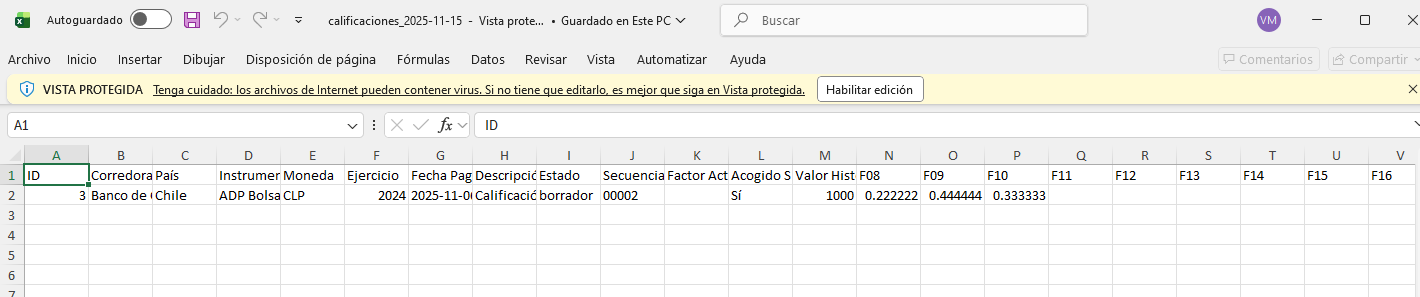 Autoguardado calificaciones_2025-11-15 - Vista prote... • Guardado en Este PC Buscar VM
Archivo Inicio Insertar Dibujar Disposición de página Fórmulas Datos Revisar Vista Automatizar Ayuda Comentarios Compartir
VISTA PROTEGIDA Tenga cuidado: los archivos de Internet pueden contener virus. Si no tiene que editarlo, es mejor que siga en Vista protegida. Habilitar edición
A1 fx ID
A B C D E F G H I J K L M N O P Q R S T U V
1 ID Corredora País Instrumen Moneda Ejercicio Fecha Pag Descripció Estado Secuencia Factor Act Acogido S Valor Hist F08 F09 F10 F11 F12 F13 F14 F15 F16
2 3 Banco de Chile ADP Bolsa CLP 2024 2025-11-06 Calificació borrador 00002 Sí 1000 0.222222 0.444444 0.333333
3
4
5
6
7